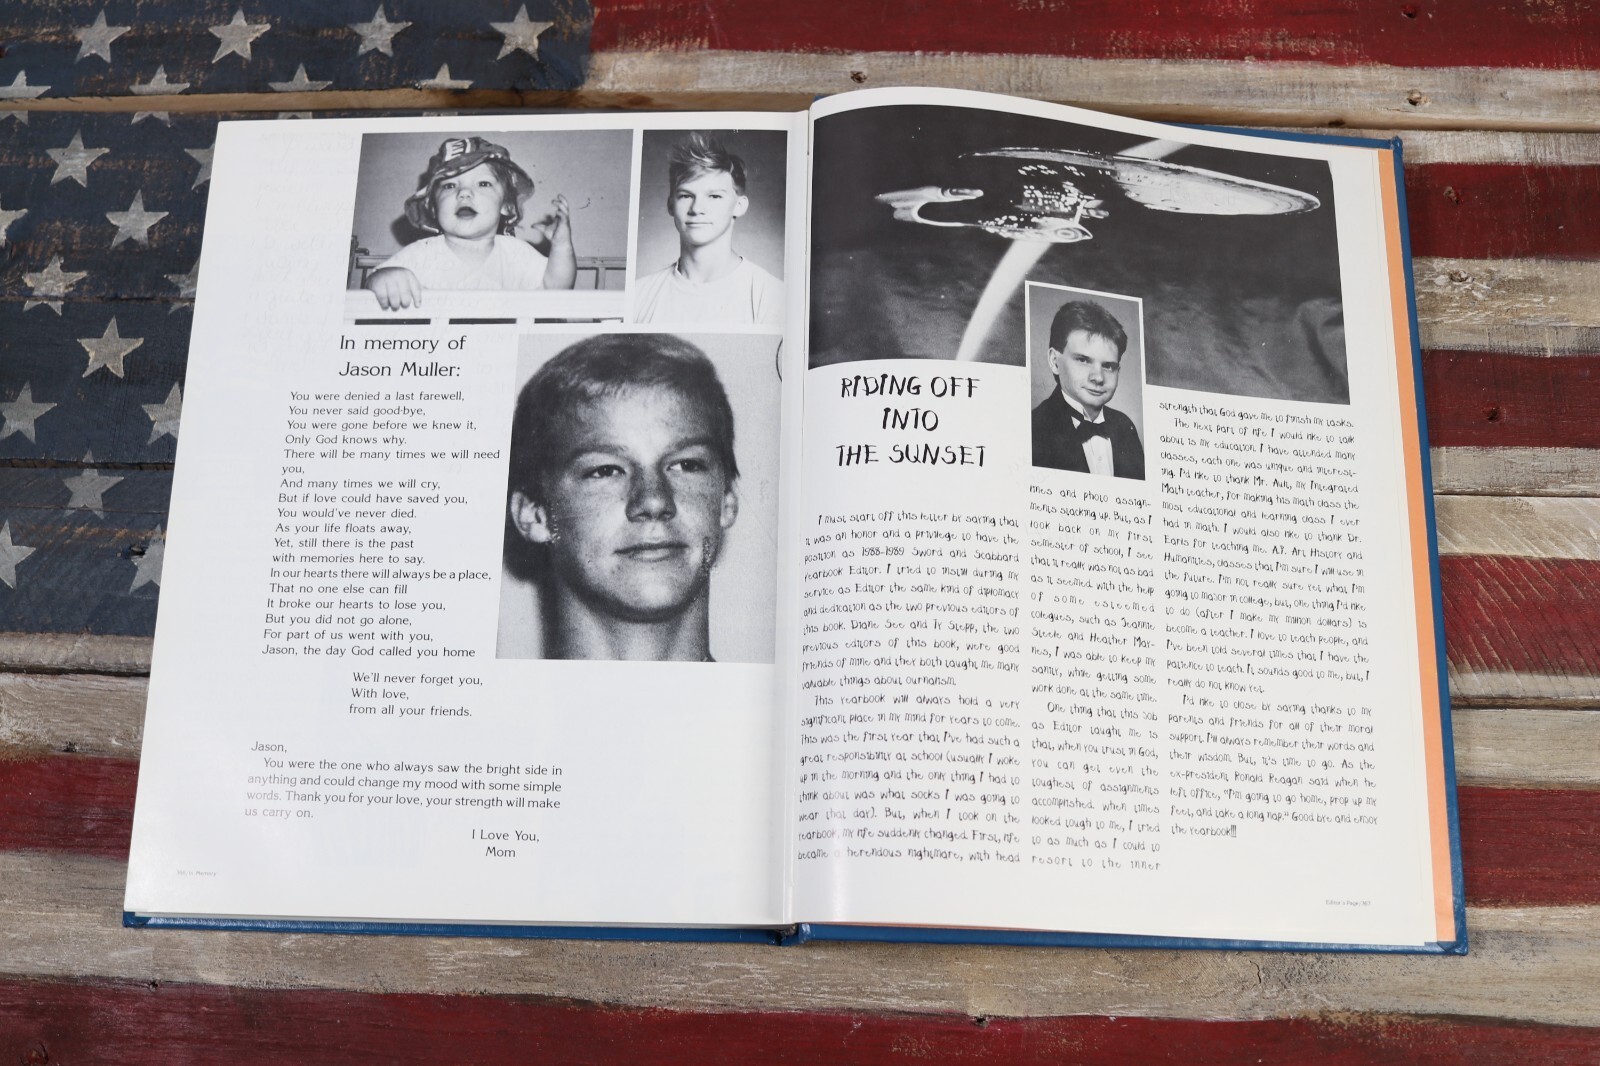 In memory of
Jason Muller:
You were denied a last farewell,
You never said good-bye,
You were gone before we knew it,
Only God knows why.
There will be many times we will need
you,
And many times we will cry,
But if love could have saved you,
You would've never died.
As your life floats away,
Yet, still there is the past
with memories here to say.
In our hearts there will always be a place,
That no one else can fill
It broke our hearts to lose you,
But you did not go alone,
For part of us went with you,
Jason, the day God called you home
We'll never forget you,
With love,
from all your friends.
Jason,
You were the one who always saw the bright side in
anything and could change my mood with some simple
words. Thank you for your love, your strength will make
us carry on.
I Love You,
Mom
In Memory
RIDING OFF
INTO
THE SUNSET
I must start off this letter by saying that
it was an honor and a privilege to have the
position as 1988-1989 Sword and Scabbard
Yearbook Editor. I tried to instill during my
service as Editor the same kind of diplomacy
and dedication as the two previous editors of
this book. Diane See and Ty Stepp, the two
previous editors of this book, were good
friends of mine and they both taught me many
valuable things about journalism.
This yearbook will always hold a very
significant place in my mind for years to come.
This was the first year that I've had such a
great responsibility at school (usually I woke
up in the morning and the only thing I had to
think about was what socks I was going to
wear that day). But, when I took on the
yearbook, my life suddenly changed. First, life
became a horrendous nightmare, with dead
lines and photo assign-
ments stacking up. But, as I
look back on my first
semester of school, I see
that it really was not as bad
as it seemed. with the help
of some esteemed
colegues, such as Jeannie
Steele and Heather Mar-
nes, I was able to keep my
sanity, while getting some
work done at the same time.
One thing that this job
as Editor taught me is
that, when you trust in God,
you can get even the
toughest of assignments
accomplished. when times
looked tough to me, I tried
to as much as I could to
resort to the inner
strength that God gave me to finish my tasks.
The next part of life I would like to talk
about is my education. I have attended many
classes, each one was unique and interest-
ing. I'd like to thank Mr. Ault, my Integrated
Math teacher, for making this math class the
most educational and learning class I ever
had in math. I would also like to thank Dr.
Earls for teaching me. A.P. Art History and
Humanities, classes that I'm sure I will use in
the future. I'm not really sure yet what I'm
going to major in college, but, one thing I'd like
to do (after I make my million dollars) is
become a teacher. I love to teach people, and
I've been told several times that I have the
patience to teach. It sounds good to me, but, I
really do not know yet.
I'd like to close by saying thanks to my
parents and friends for all of their moral
support. I'll always remember their words and
their wisdom. But, it's time to go. As the
ex-president Ronald Reagan said when he
left office, "I'm going to go home, prop up my
feet, and take a long nap." Good bye and enjoy
the yearbook!!!
Editor's Page/367